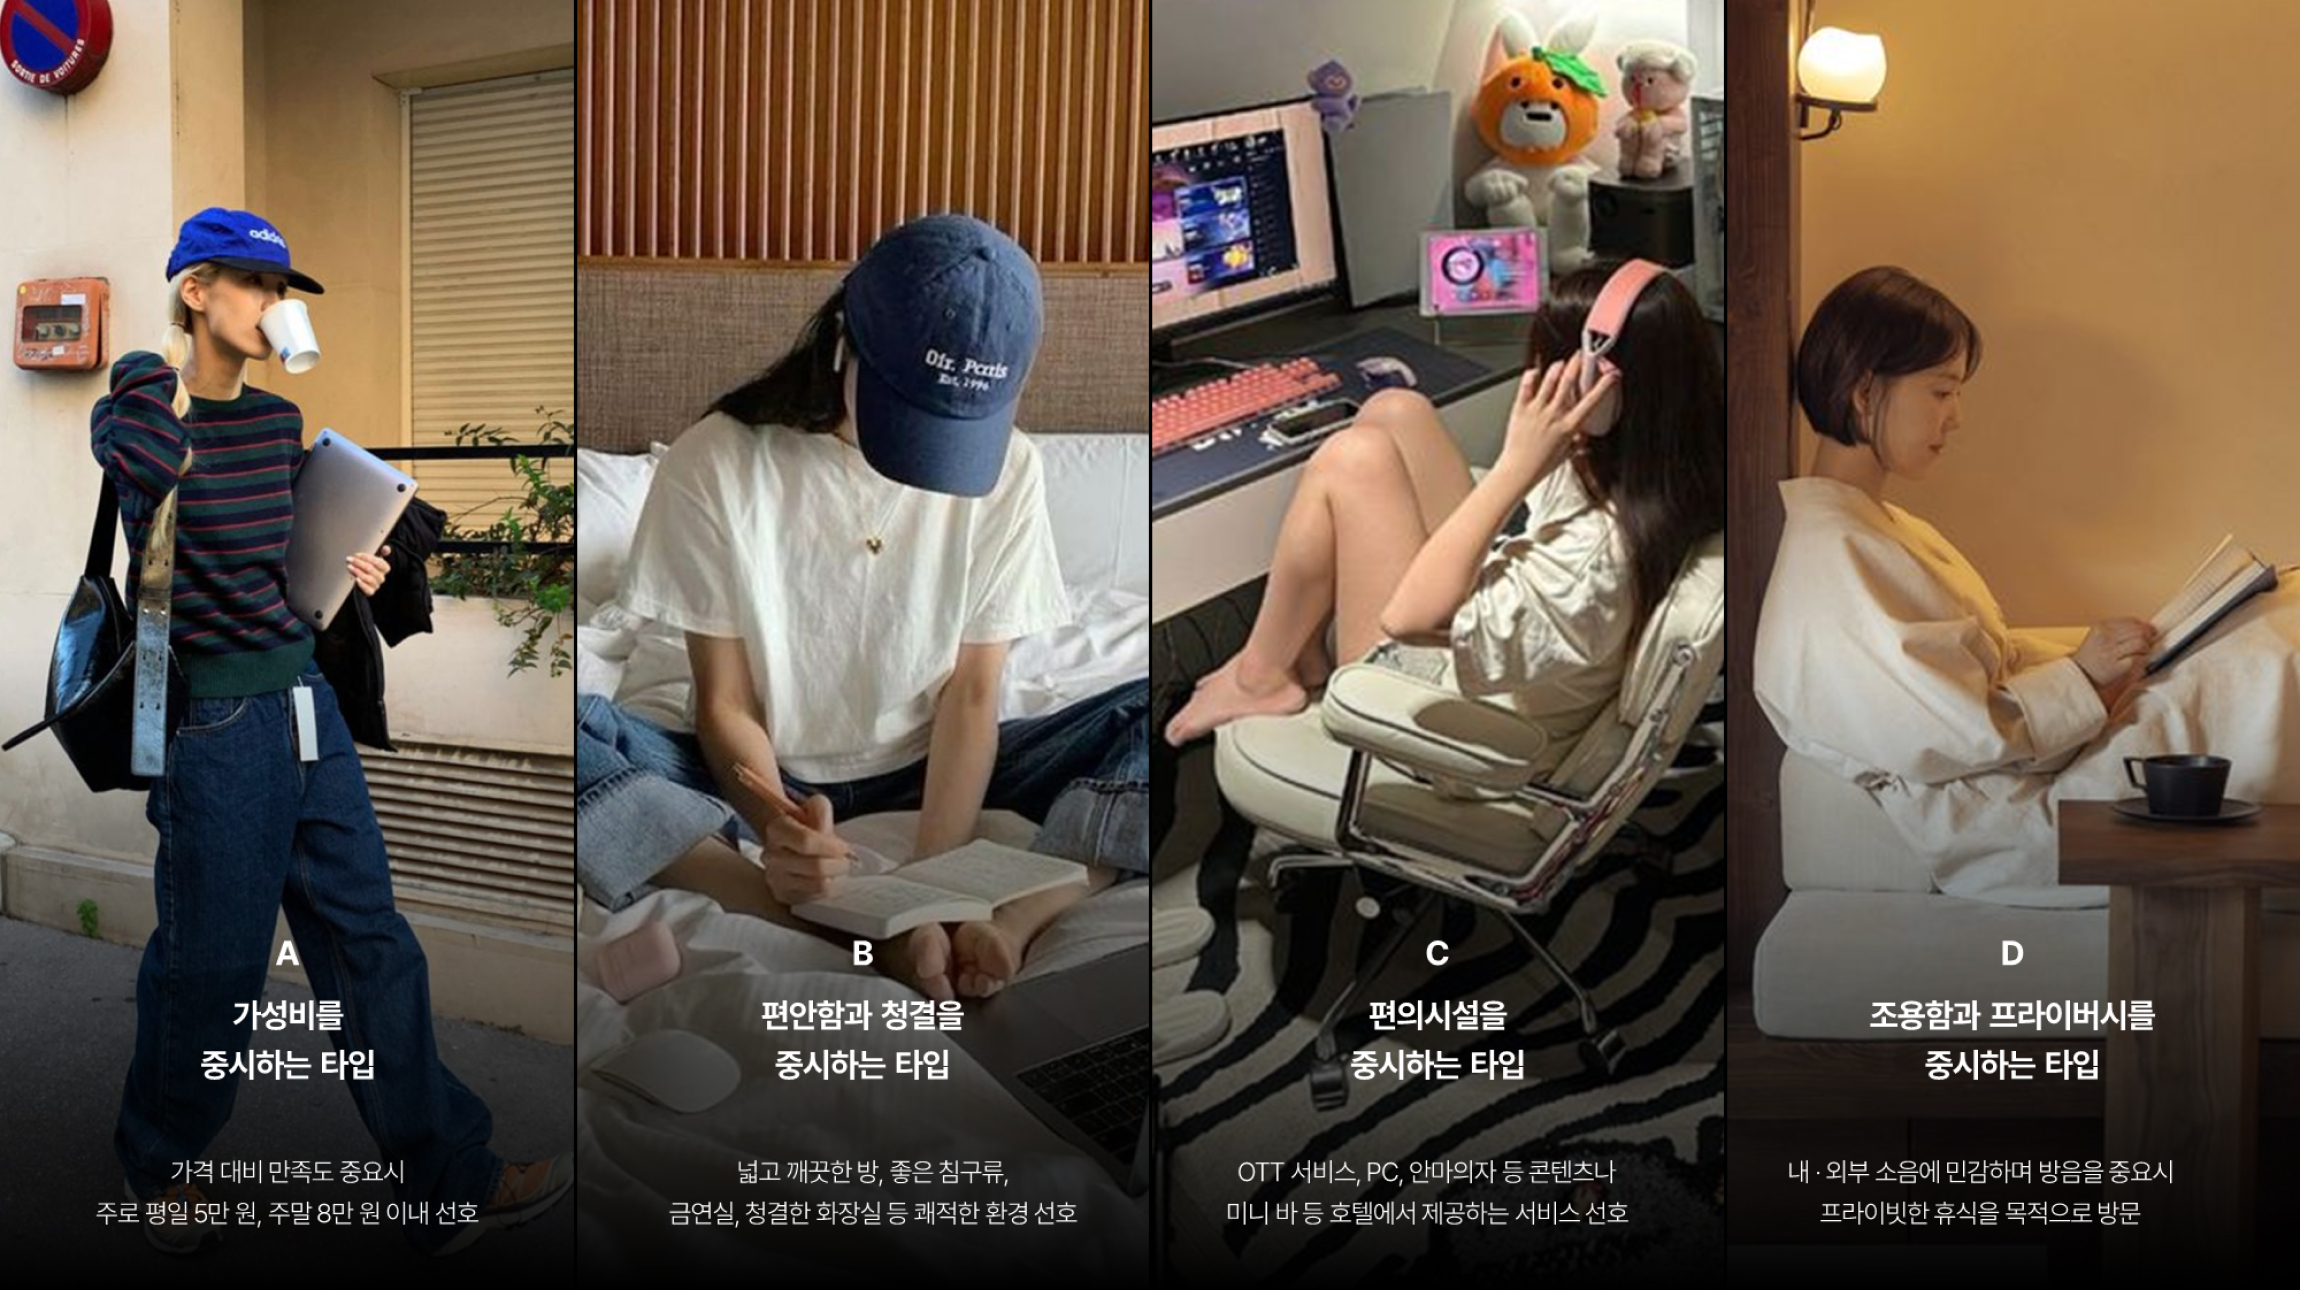 SORTIE DE VOITURES
adidas
Ofr. Paris
Est. 1996
A
가성비를
중시하는 타입
가격 대비 만족도 중요시
주로 평일 5만 원, 주말 8만 원 이내 선호
B
편안함과 청결을
중시하는 타입
넓고 깨끗한 방, 좋은 침구류,
금연실, 청결한 화장실 등 쾌적한 환경 선호
C
편의시설을
중시하는 타입
OTT 서비스, PC, 안마의자 등 콘텐츠나
미니 바 등 호텔에서 제공하는 서비스 선호
D
조용함과 프라이버시를
중시하는 타입
내 · 외부 소음에 민감하며 방음을 중요시
프라이빗한 휴식을 목적으로 방문